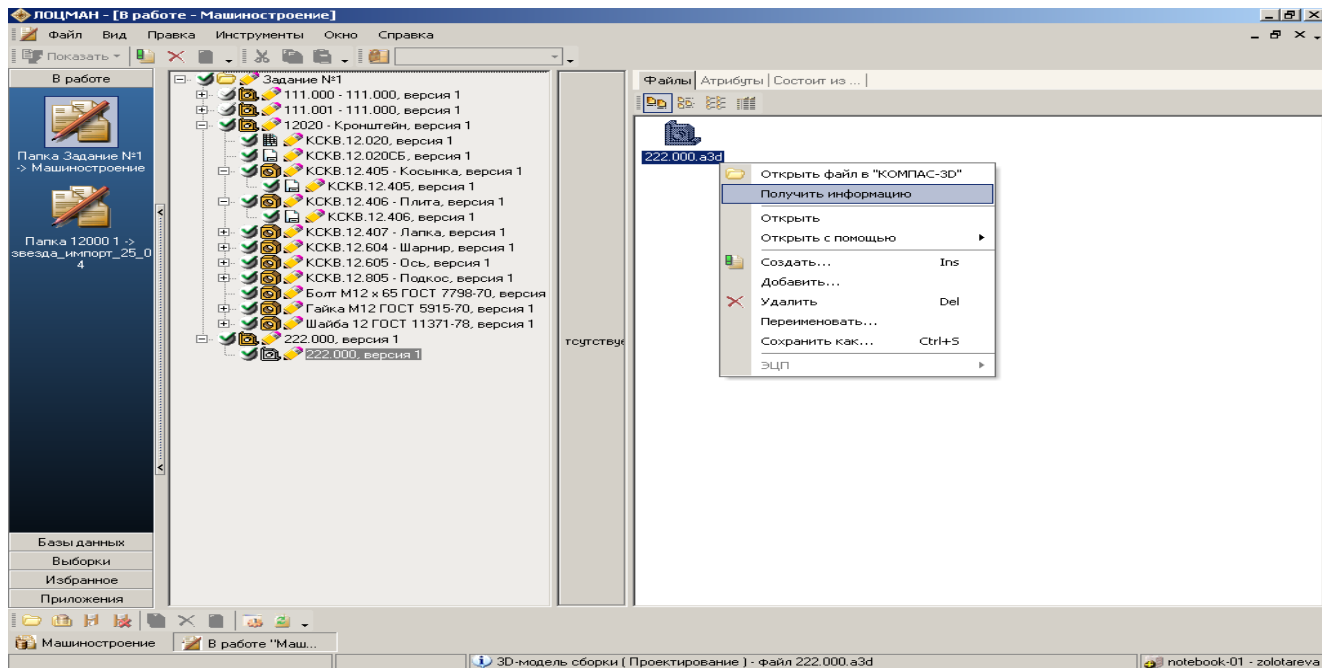 ЛОЦМАН - [В работе - Машиностроение]
Файл Вид Правка Инструменты Окно Справка
Показать
В работе
Папка Задание №1
-> Машиностроение
Папка 12000 1 ->
звезда_импорт_25_0
4
Базы данных
Выборки
Избранное
Приложения
Задание №1
111.000 - 111.000, версия 1
111.001 - 111.000, версия 1
12020 - Кронштейн, версия 1
КСКВ.12.020, версия 1
КСКВ.12.020СБ, версия 1
КСКВ.12.405 - Косынка, версия 1
КСКВ.12.405, версия 1
КСКВ.12.406 - Плита, версия 1
КСКВ.12.406, версия 1
КСКВ.12.407 - Лапка, версия 1
КСКВ.12.604 - Шарнир, версия 1
КСКВ.12.605 - Ось, версия 1
КСКВ.12.805 - Подкос, версия 1
Болт М12 х 65 ГОСТ 7798-70, версия
Гайка М12 ГОСТ 5915-70, версия 1
Шайба 12 ГОСТ 11371-78, версия 1
222.000, версия 1
222.000, версия 1
тсутствуе
Файлы Атрибуты Состоит из ...
222.000.a3d
Открыть файл в "КОМПАС-3D"
Получить информацию
Открыть
Открыть с помощью
Создать... Ins
Добавить...
Удалить Del
Переименовать...
Сохранить как... Ctrl+S
ЭЦП
Машиностроение В работе "Маш...
3D-модель сборки ( Проектирование ) - файл 222.000.a3d notebook-01 - zolotareva